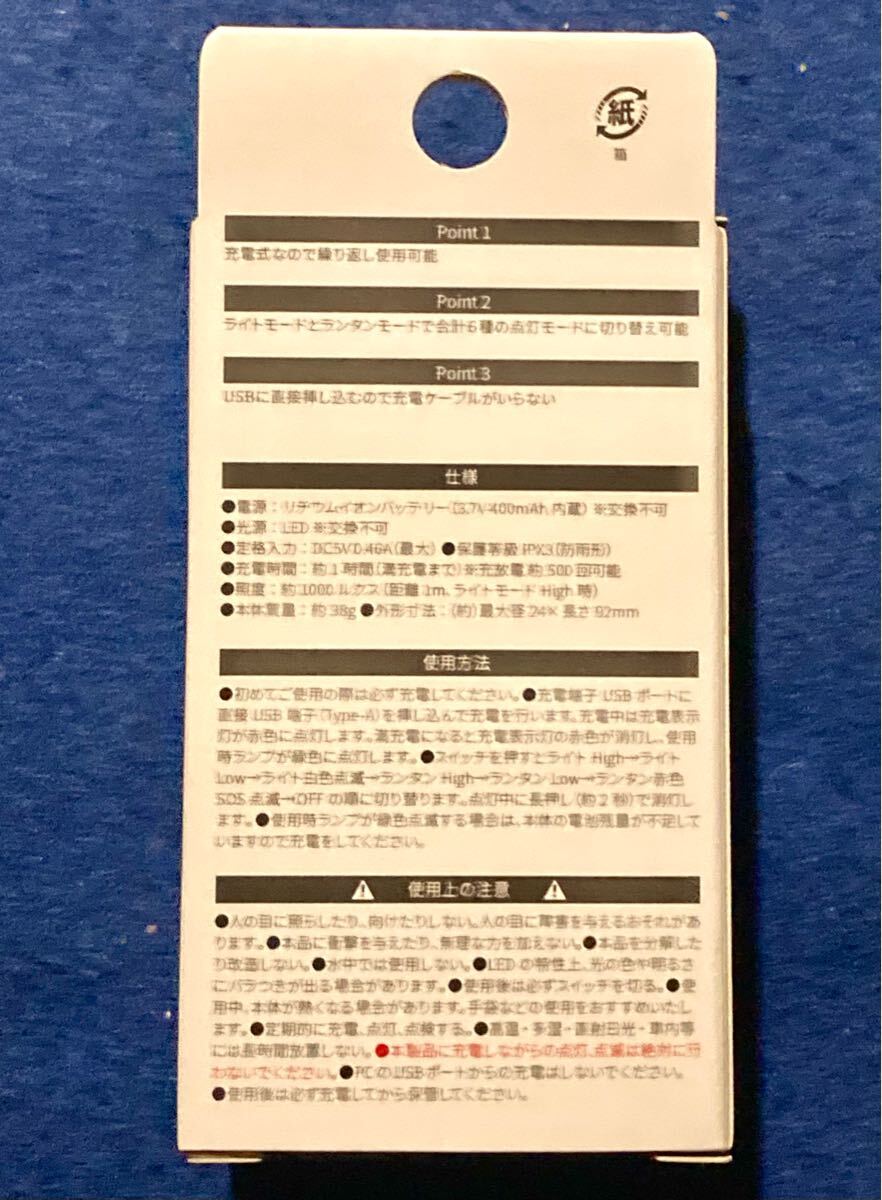 紙
箱
Point 1
充電式なので繰り返し使用可能
Point 2
ライトモードとランタンモードで合計6種の点灯モードに切り替え可能
Point 3
USBに直接挿し込むので充電ケーブルがいらない
仕様
●電源：リチウムイオンバッテリー(3.7V 400mAh 内蔵) ※交換不可
●光源：LED ※交換不可
●定格入力：DC5V 0.46A(最大) ●保護等級 IPX3(防雨形)
●充電時間：約1時間(満充電まで)※充放電 約500回可能
●照度：約1000ルクス(距離1m、ライトモード High 時)
●本体質量：約38g ●外形寸法：(約)最大径24×長さ92mm
使用方法
●初めてご使用の際は必ず充電してください。●充電端子 USB ポートに
直接 USB 端子(Type-A)を挿し込んで充電を行います。充電中は充電表示
灯が赤色に点灯します。満充電になると充電表示灯の赤色が消灯し、使用
時ランプが緑色に点灯します。●スイッチを押すとライト High→ライト
Low→ライト白色点滅→ランタン High→ランタン Low→ランタン赤色
SOS 点滅→OFF の順に切り替ります。点灯中に長押し(約2秒)で消灯し
ます。●使用時ランプが緑色点滅する場合は、本体の電池残量が不足して
いますので充電をしてください。
使用上の注意
●人の目に照らしたり、向けたりしない。人の目に障害を与えるおそれがあ
ります。●本品に衝撃を与えたり、無理な力を加えない。●本品を分解した
り改造しない。●水中では使用しない。●LED の特性上、光の色や明るさ
にバラつきが出る場合があります。●使用後は必ずスイッチを切る。●使
用中、本体が熱くなる場合があります。手袋などの使用をおすすめいたし
ます。●定期的に充電、点灯、点検する。●高温・多湿・直射日光・車内等
には長時間放置しない。●本製品に充電しながらの点灯、点滅は絶対に行
わないでください。●PCのUSBポートからの充電はしないでください。
●使用後は必ず充電してから保管してください。